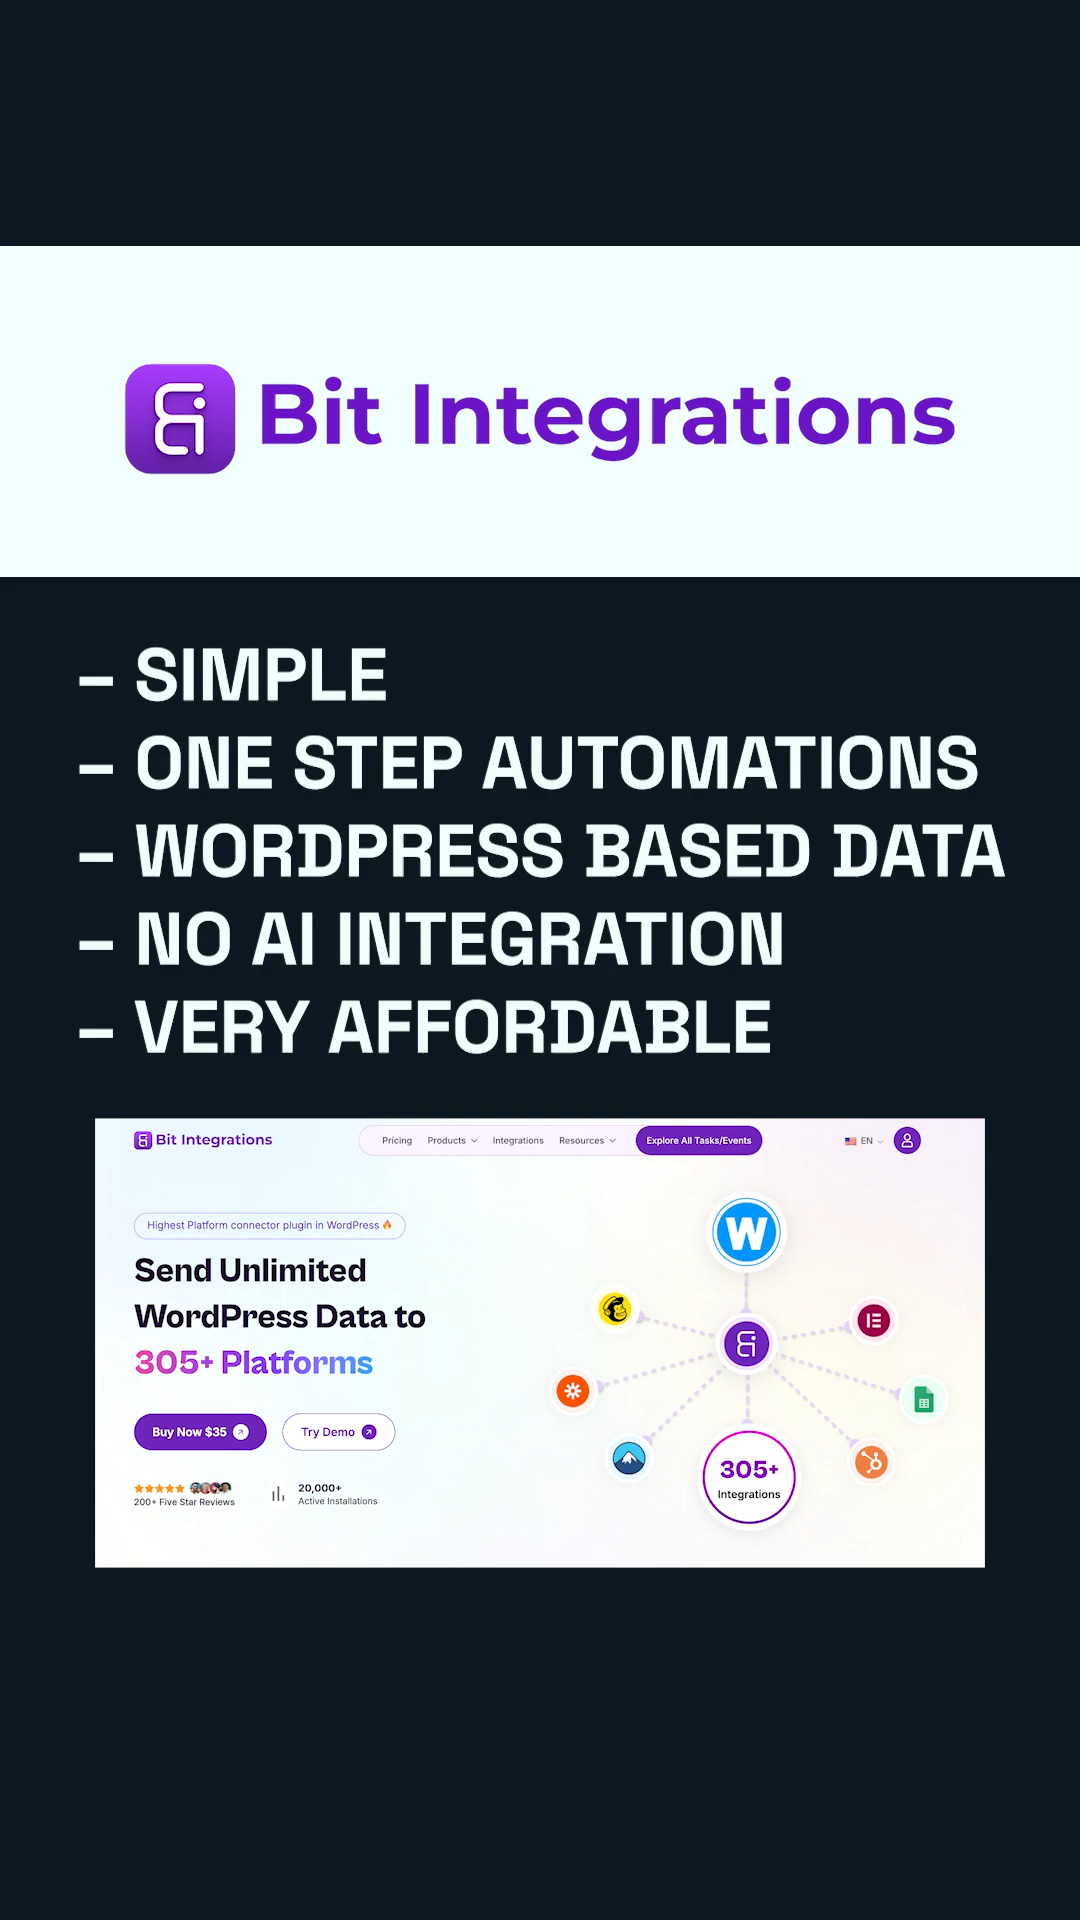 Bit Integrations
– SIMPLE
– ONE STEP AUTOMATIONS
– WORDPRESS BASED DATA
– NO AI INTEGRATION
– VERY AFFORDABLE
Bit Integrations
Pricing Products Integrations Resources Explore All Tasks/Events EN
Highest Platform connector plugin in WordPress
Send Unlimited
WordPress Data to
305+ Platforms
Buy Now $35 Try Demo
200+ Five Star Reviews
20,000+
Active Installations
W
305+
Integrations